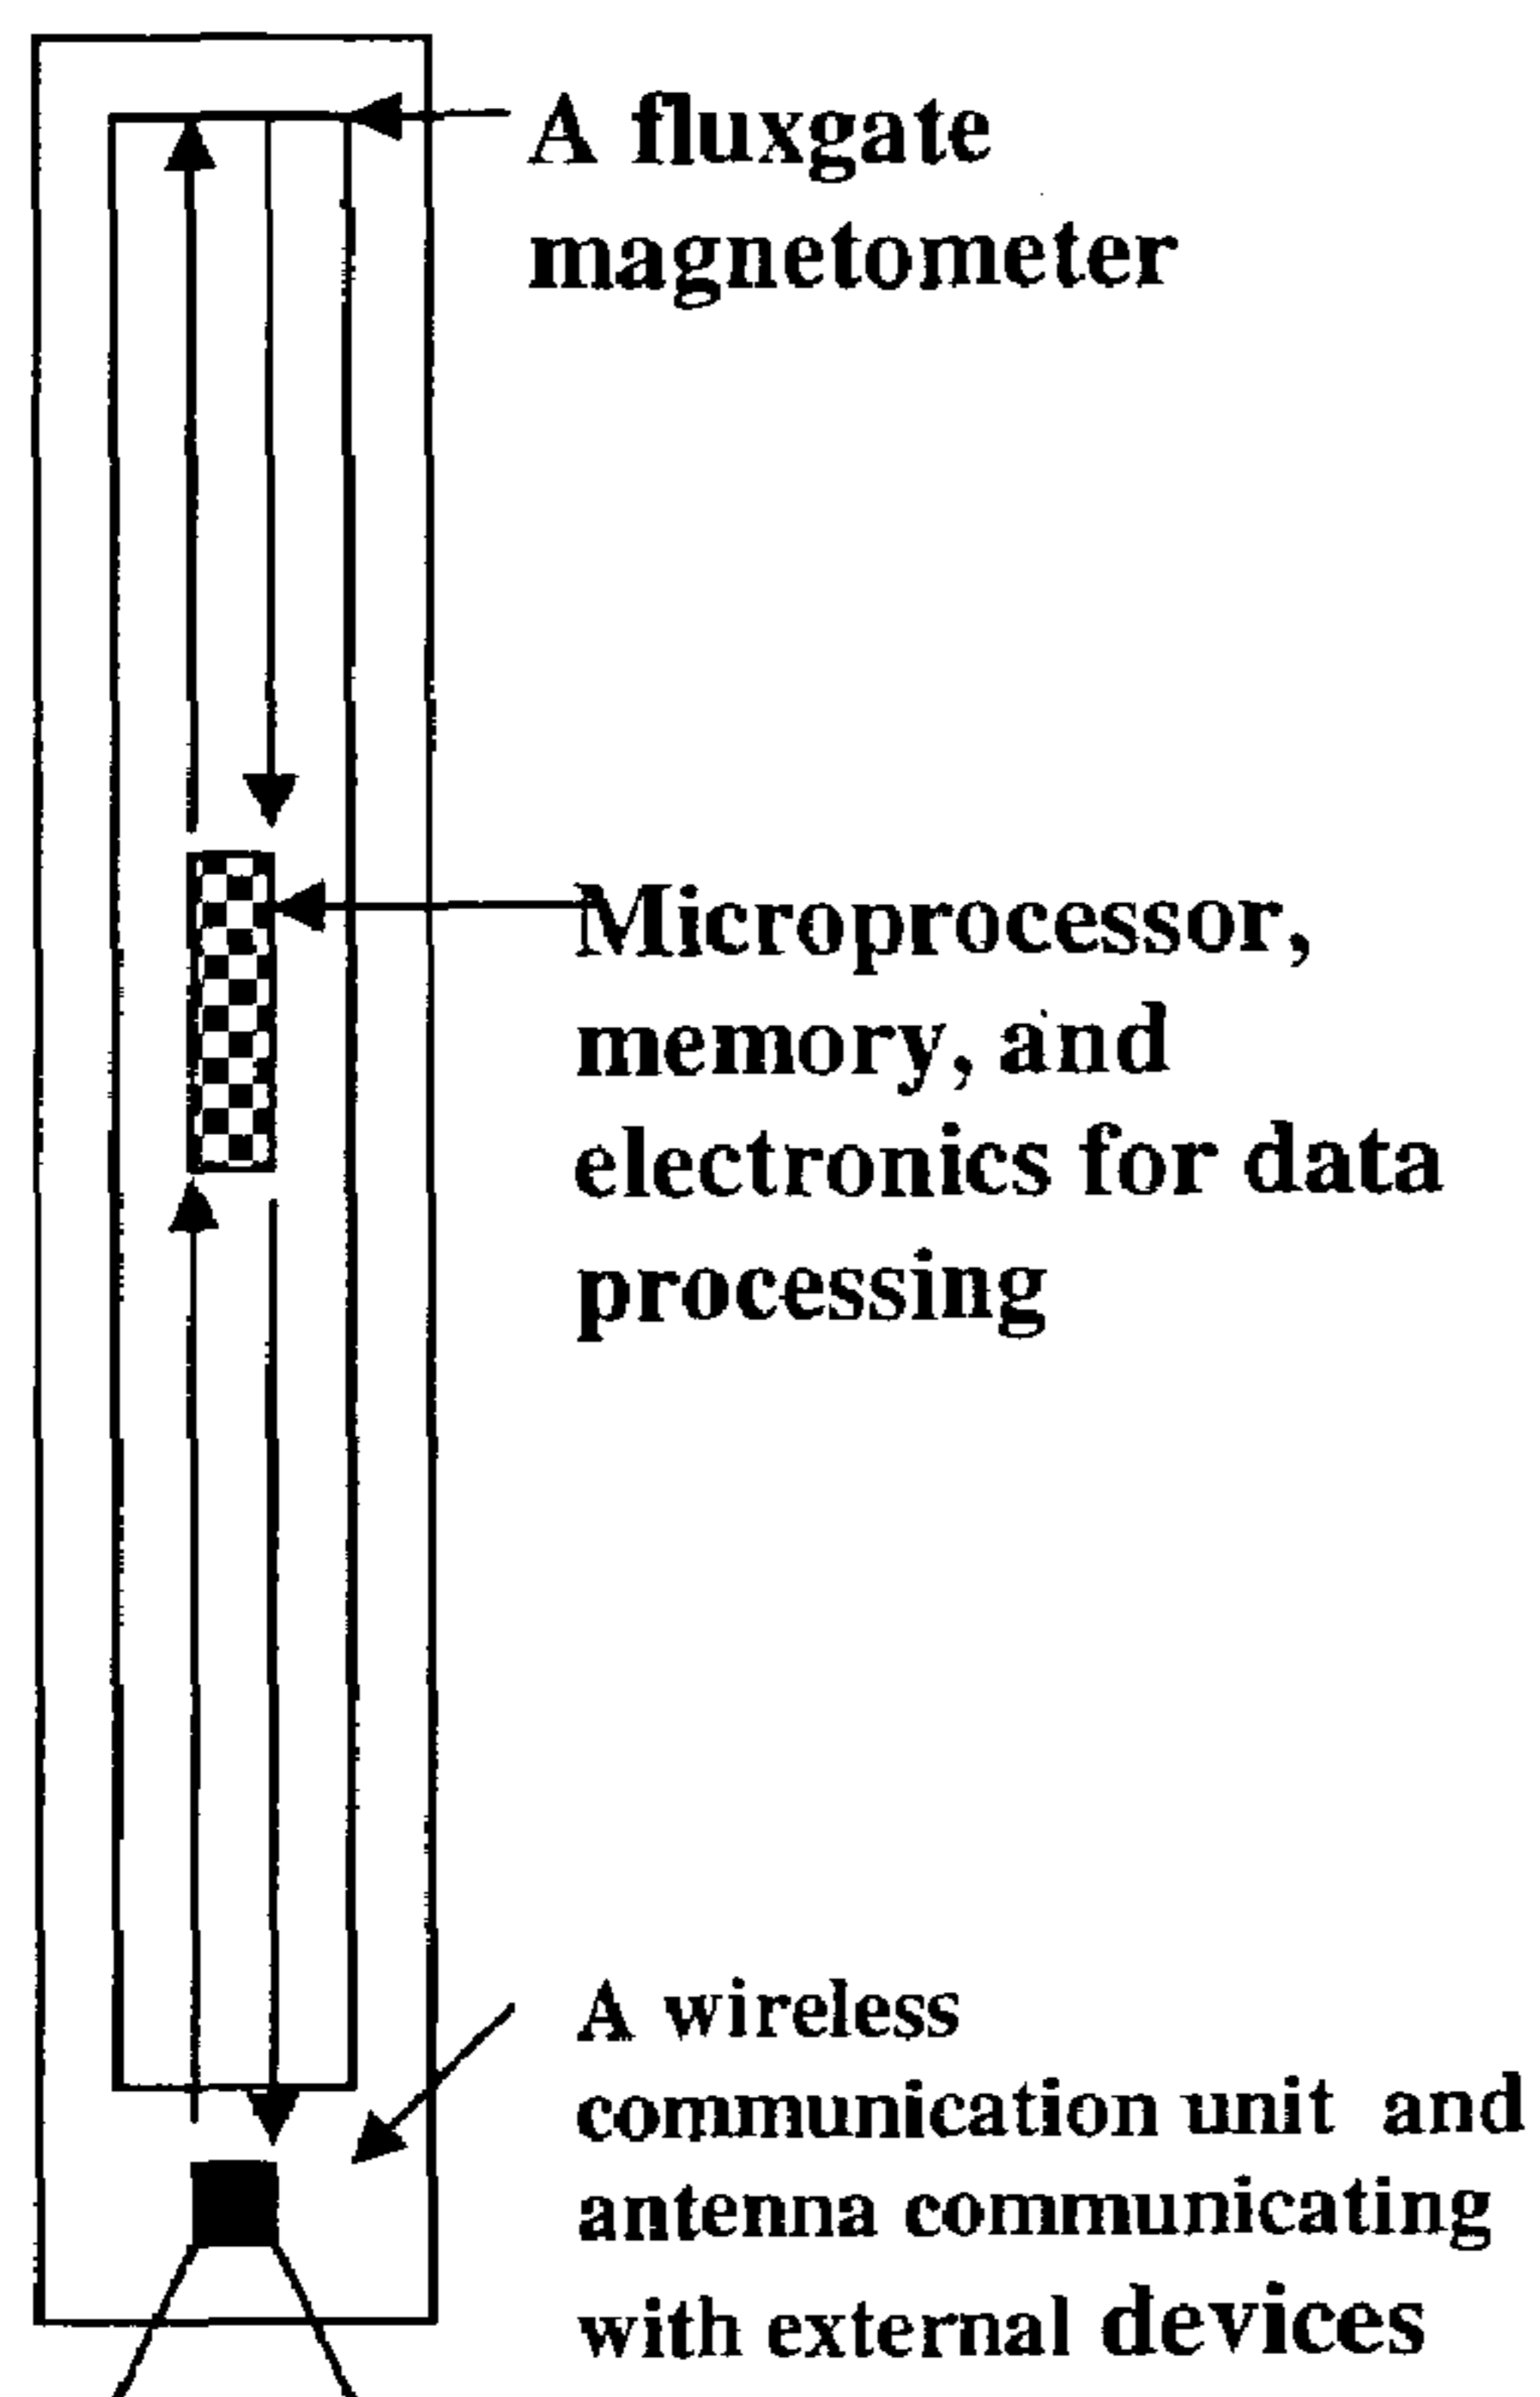 A fluxgate
magnetometer
Microprocessor,
memory, and
electronics for data
processing
A wireless
communication unit and
antenna communicating
with external devices